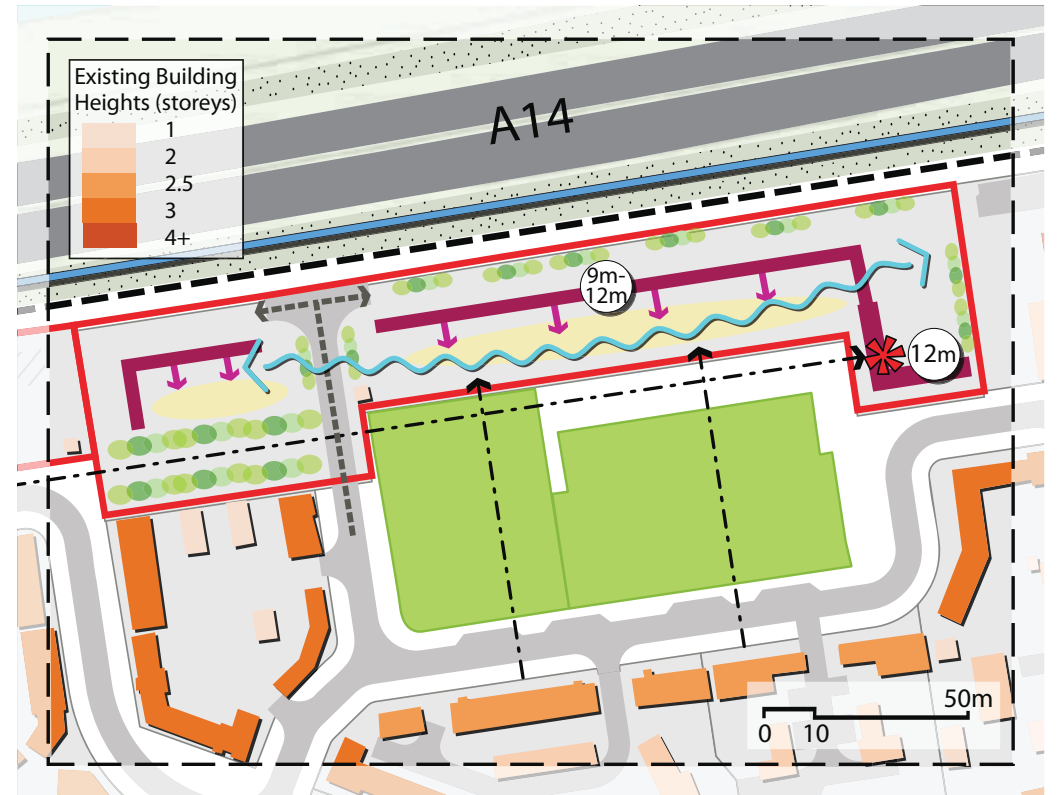 Existing Building
Heights (storeys)
1
2
2.5
3
4+
A14
9m-
12m
12m
50m
0 10